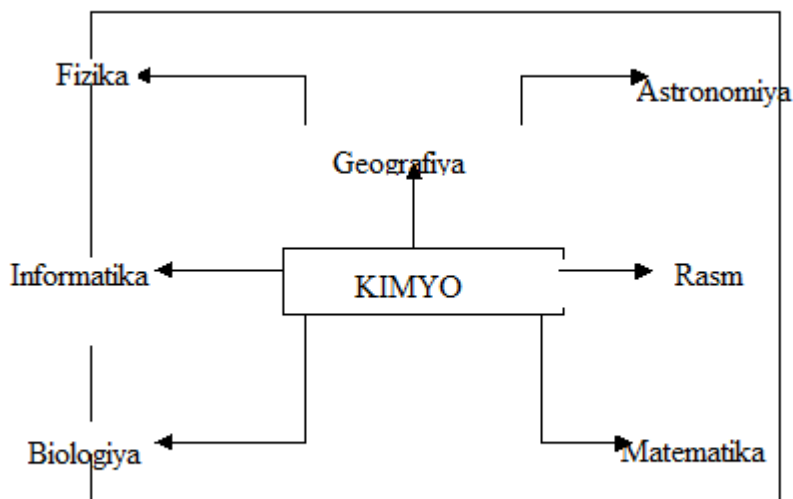 Fizika
Astronomiya
Geografiya
Informatika
KIMYO
Rasm
Biologiya
Matematika